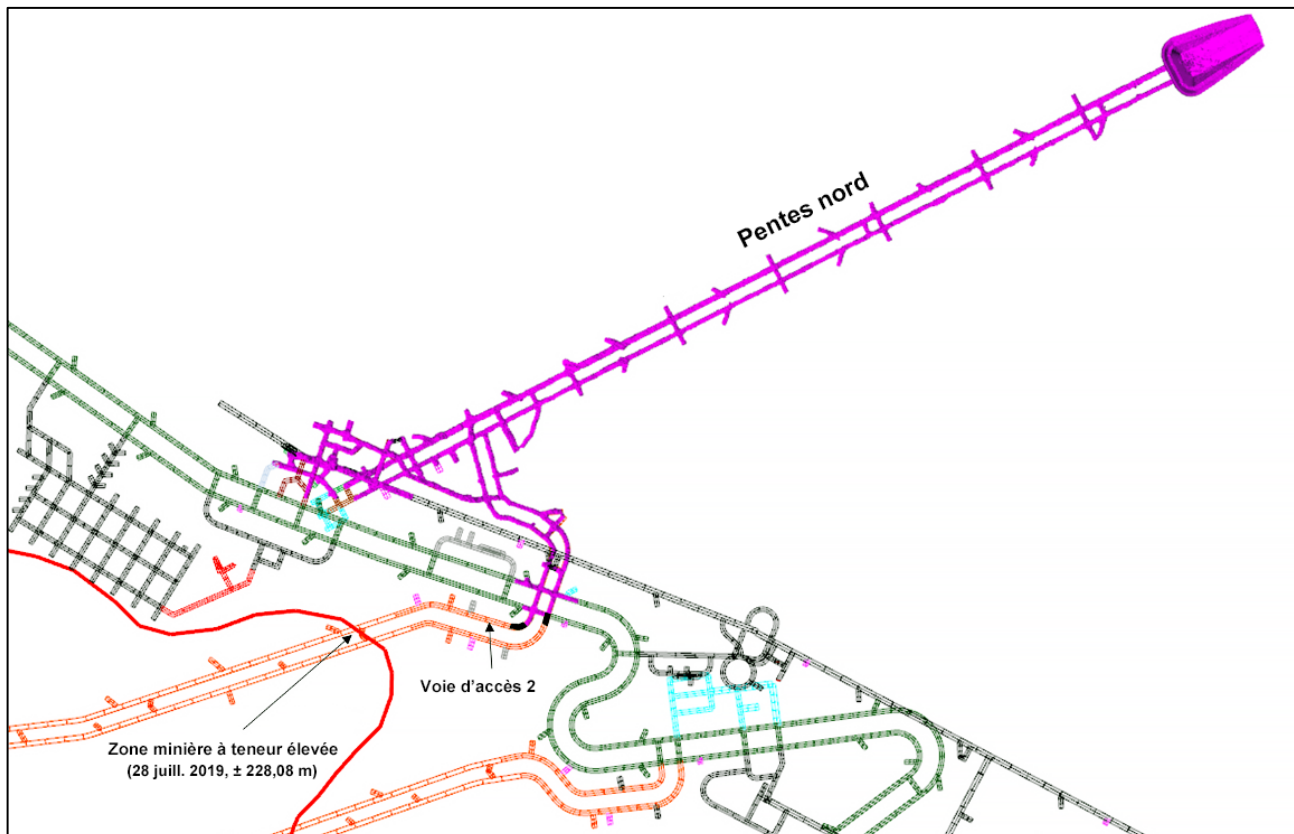 Pentes nord
Voie d'accès 2
Zone minière à teneur élevée
(28 juill. 2019, ± 228,08 m)